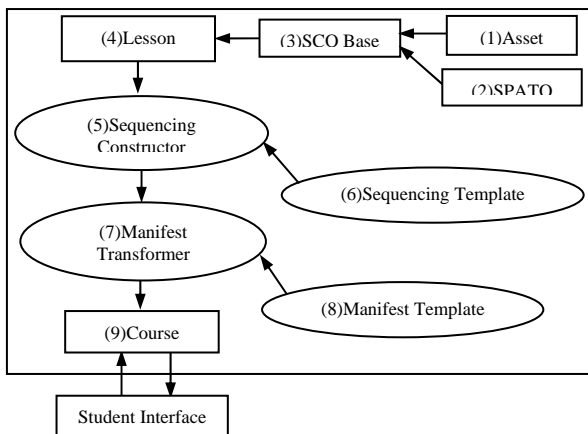 (4)Lesson
(3)SCO Base
(1)Asset
(2)SPATO
(5)Sequencing
Constructor
(6)Sequencing Template
(7)Manifest
Transformer
(8)Manifest Template
(9)Course
Student Interface